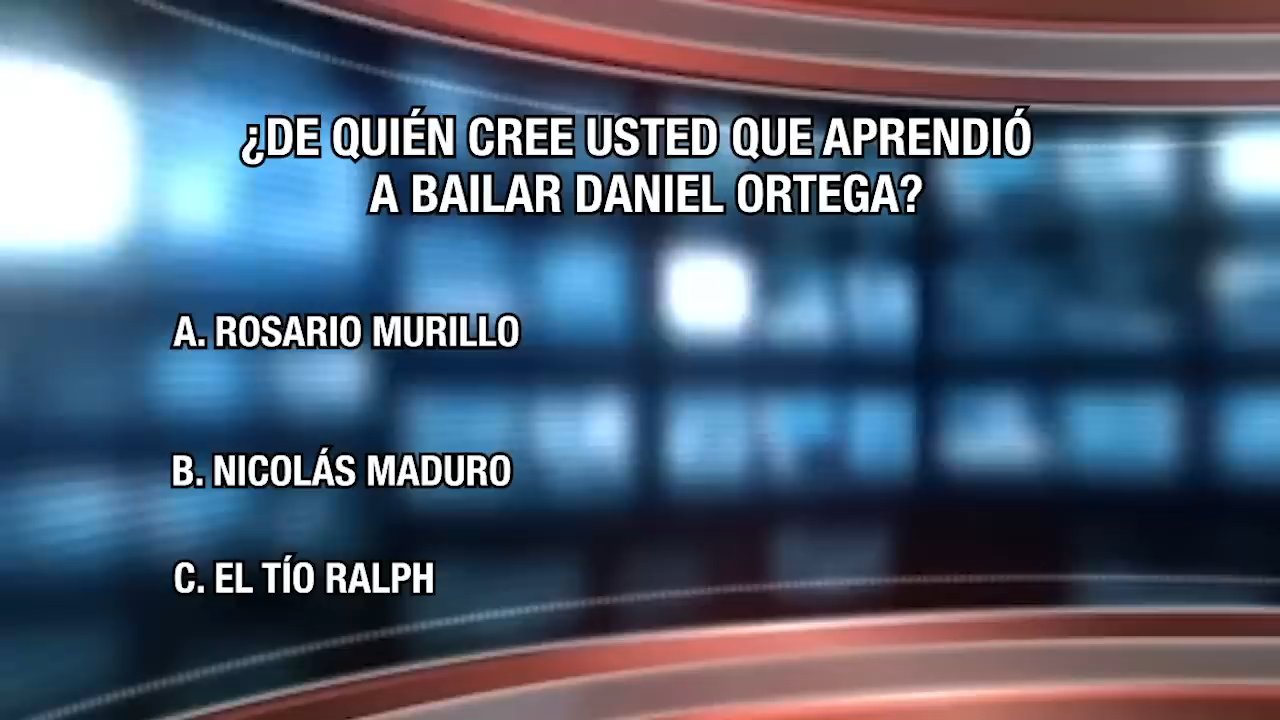 ¿DE QUIÉN CREE USTED QUE APRENDIÓ
A BAILAR DANIEL ORTEGA?
A. ROSARIO MURILLO
B. NICOLÁS MADURO
C. EL TÍO RALPH